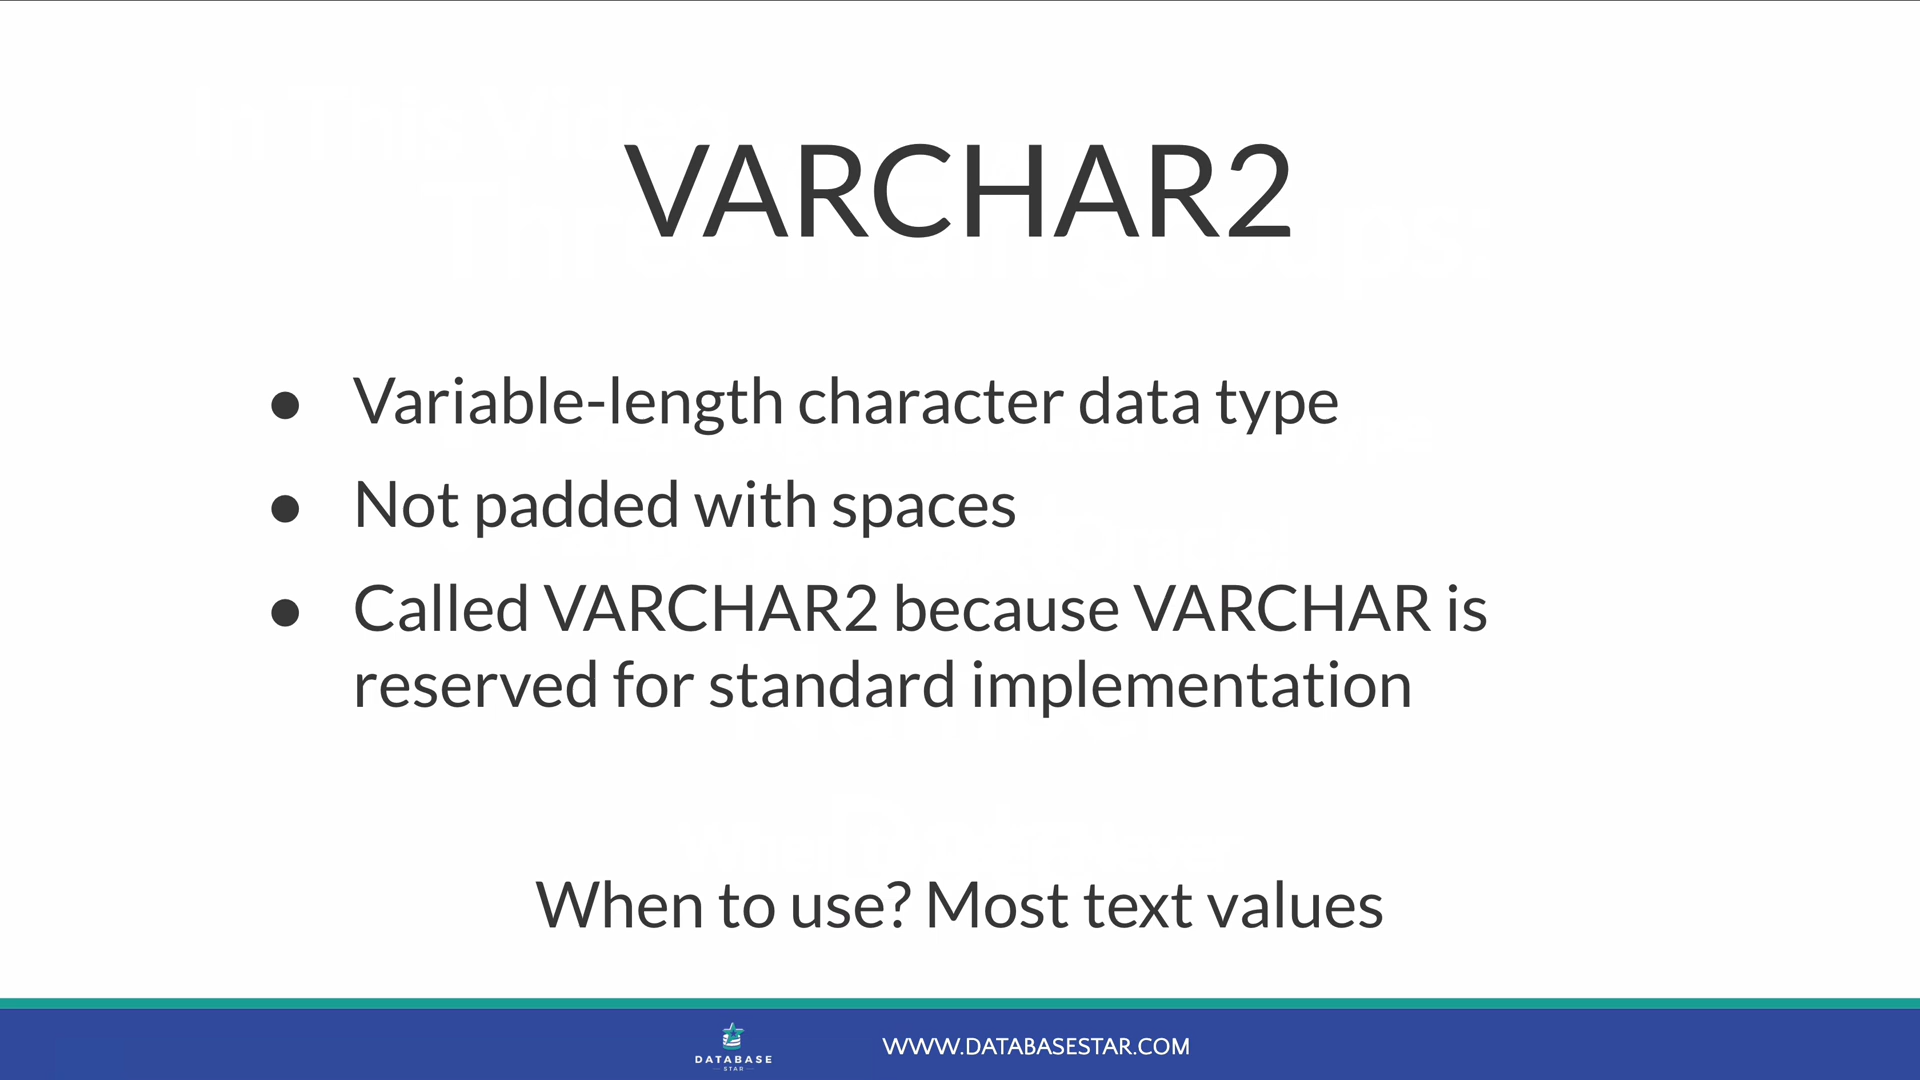 VARCHAR2
● Variable-length character data type
● Not padded with spaces
● Called VARCHAR2 because VARCHAR is
reserved for standard implementation
When to use? Most text values
DATABASE
STAR
WWW.DATABASESTAR.COM